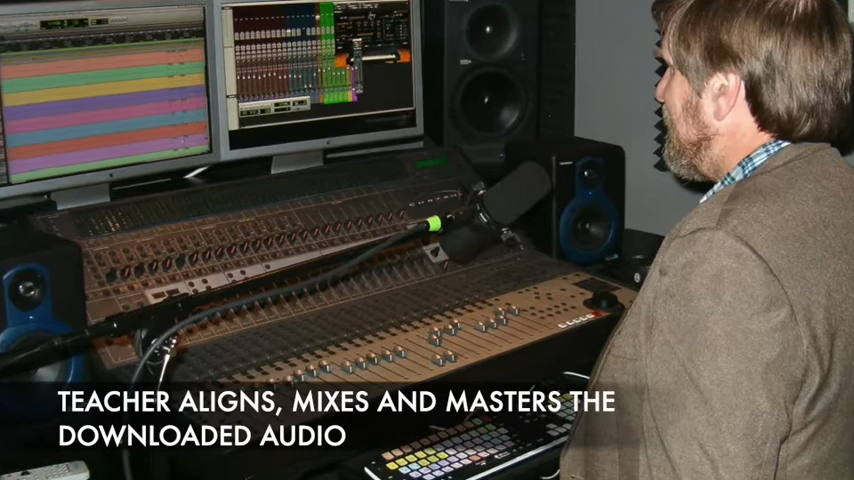 TEACHER ALIGNS, MIXES AND MASTERS THE
DOWNLOADED AUDIO